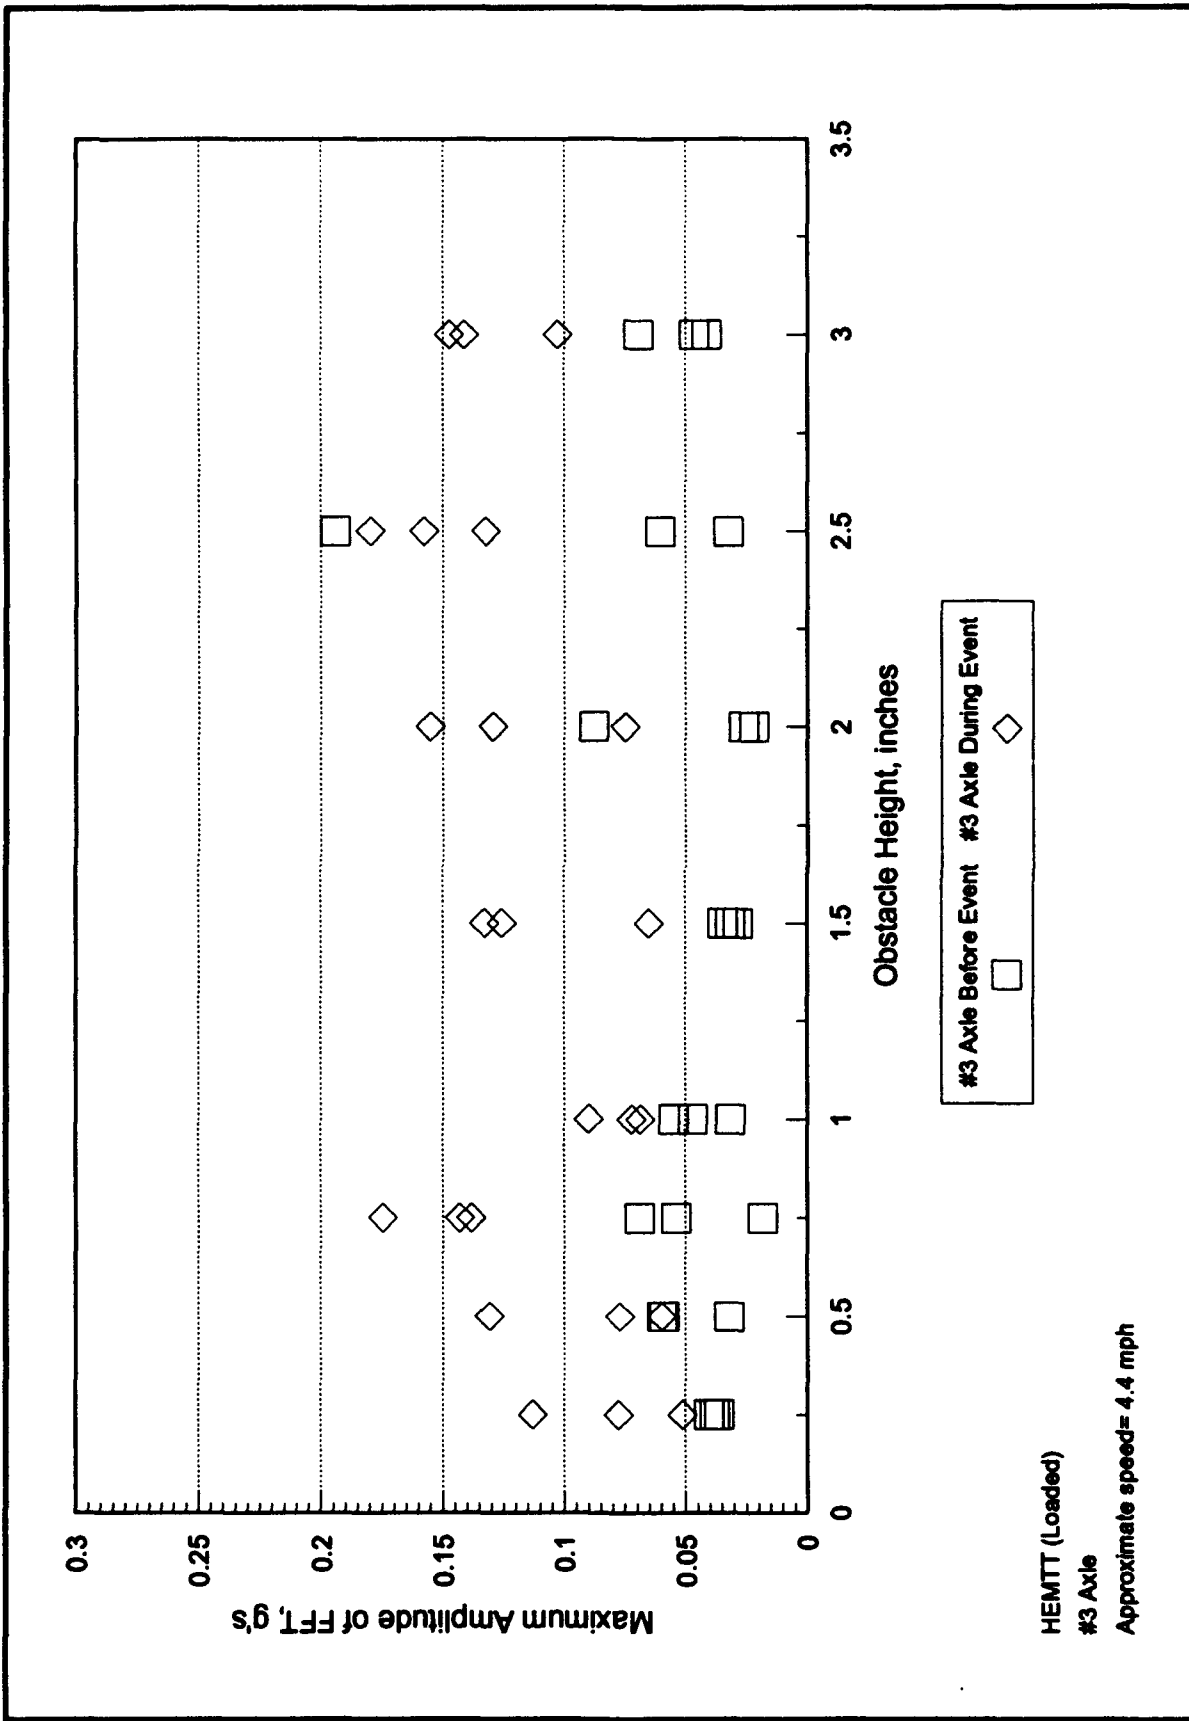 0.3
0.25
0.2
0.15
0.1
0.05
0
Maximum Amplitude of FFT, g's
0
0.5
1
1.5
2
2.5
3
3.5
Obstacle Height, inches
#3 Axle Before Event #3 Axle During Event
HEMTT (Loaded)
#3 Axle
Approximate speed= 4.4 mph